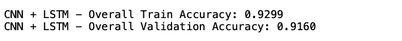 CNN + LSTM - Overall Train Accuracy: 0.9299
CNN + LSTM - Overall Validation Accuracy: 0.9160